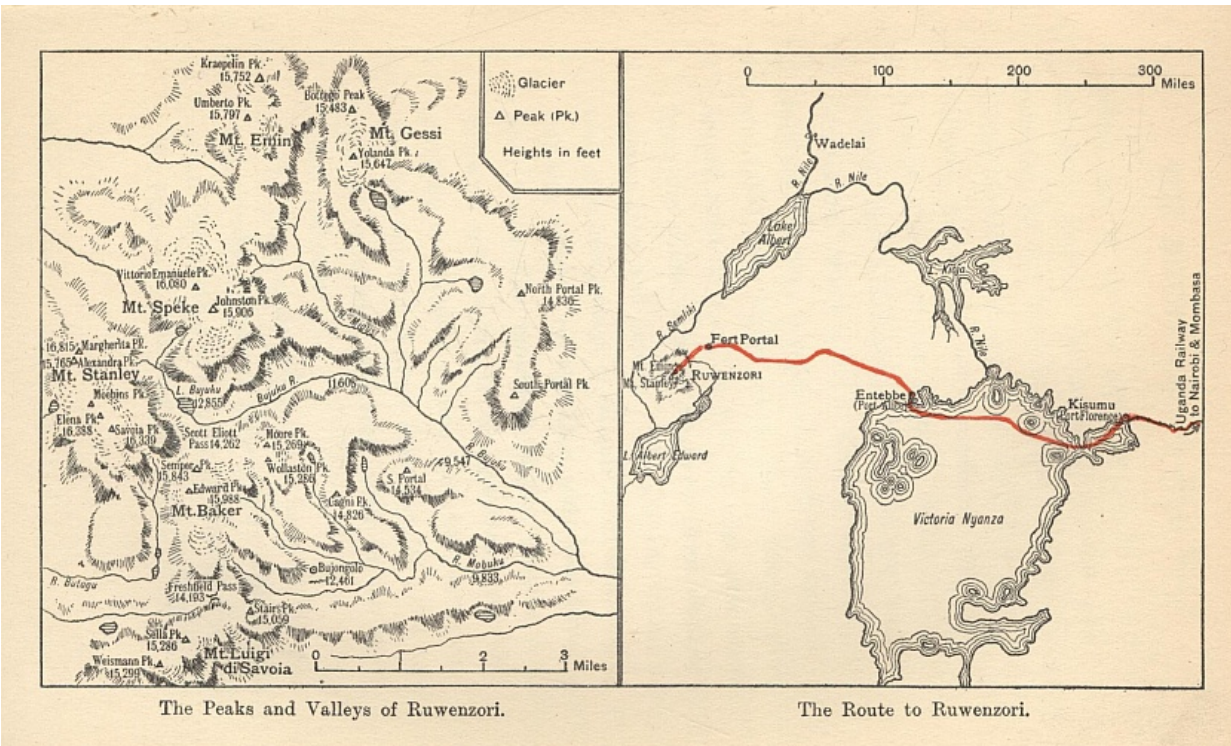 Kraepelin Pk.
15,752
Umberto Pk.
15,797
Mt. Emin
Bottego Peak
15,483
Mt. Gessi
Yolanda Pk.
15,647
Glacier
Peak (Pk.)
Heights in feet
Vittorio Emanuele Pk.
16,080
Mt. Speke
Johnston Pk.
15,906
North Portal Pk.
14,836
16,815 Margherita Pk.
15,765 Alexandra Pk.
Mt. Stanley
Moebius Pk.
Elena Pk.
16,388
Savoia Pk.
16,339
L. Bujuku
12,855
Bujuku R.
11,608
South Portal Pk.
Scott Eliott
Pass 14,262
Moore Pk.
15,269
Wollaston Pk.
15,286
Semper Pk.
15,843
Edward Pk.
15,988
Mt. Baker
Cagni Pk.
14,826
S. Portal
14,534
9,547
Bujuku
R. Mobuku
9,833
Bujongolo
12,461
R. Butagu
Freshfield Pass
14,193
Stairs Pk.
15,059
Sella Pk.
15,286
Weismann Pk.
15,299
Mt. Luigi
di Savoia
0 2 3 Miles
The Peaks and Valleys of Ruwenzori.
0 100 200 300
Miles
Wadelai
R. Nile
R. Nile
Lake
Albert
L. Kioja
R. Semliki
R. Nile
Fort Portal
Mt. Emin
Mt. Stanley
RUWENZORI
Entebbe
(Port Alice)
Kisumu
(Port Florence)
L. Albert Edward
Victoria Nyanza
Uganda Railway
to Nairobi & Mombasa
The Route to Ruwenzori.